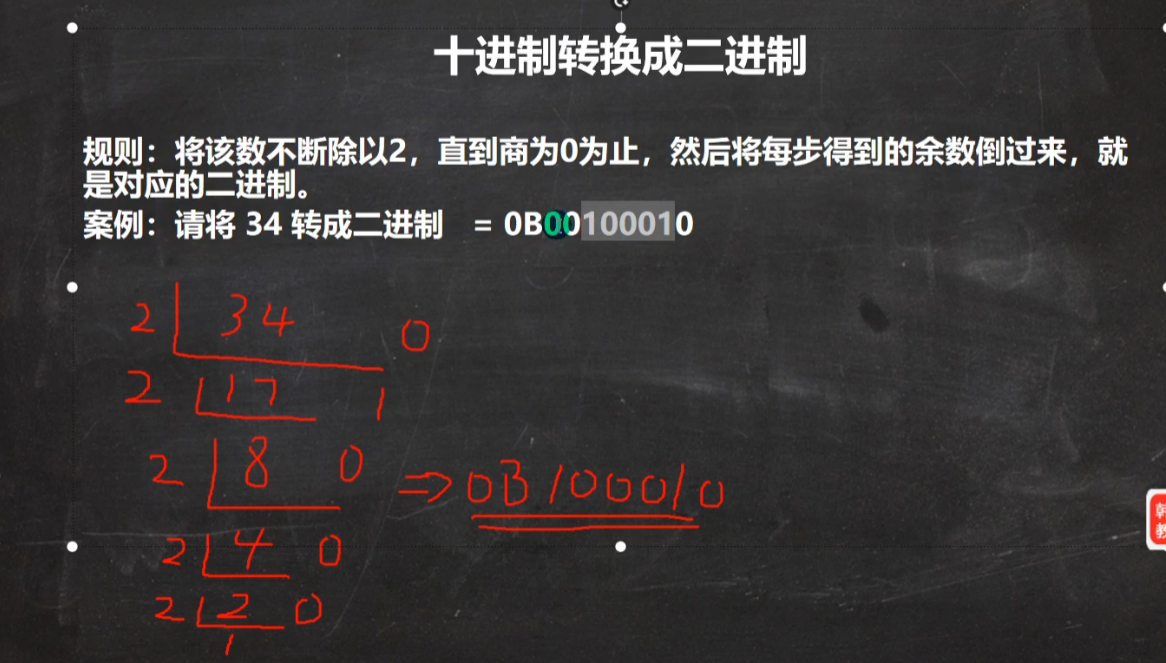 十进制转换成二进制
规则：将该数不断除以2，直到商为0为止，然后将每步得到的余数倒过来，就
是对应的二进制。
案例：请将 34 转成二进制 = 0B00100010
2 34 0
2 17 1
2 8 0
⇒0B100010
2 4 0
2 2 0
1
韩
教